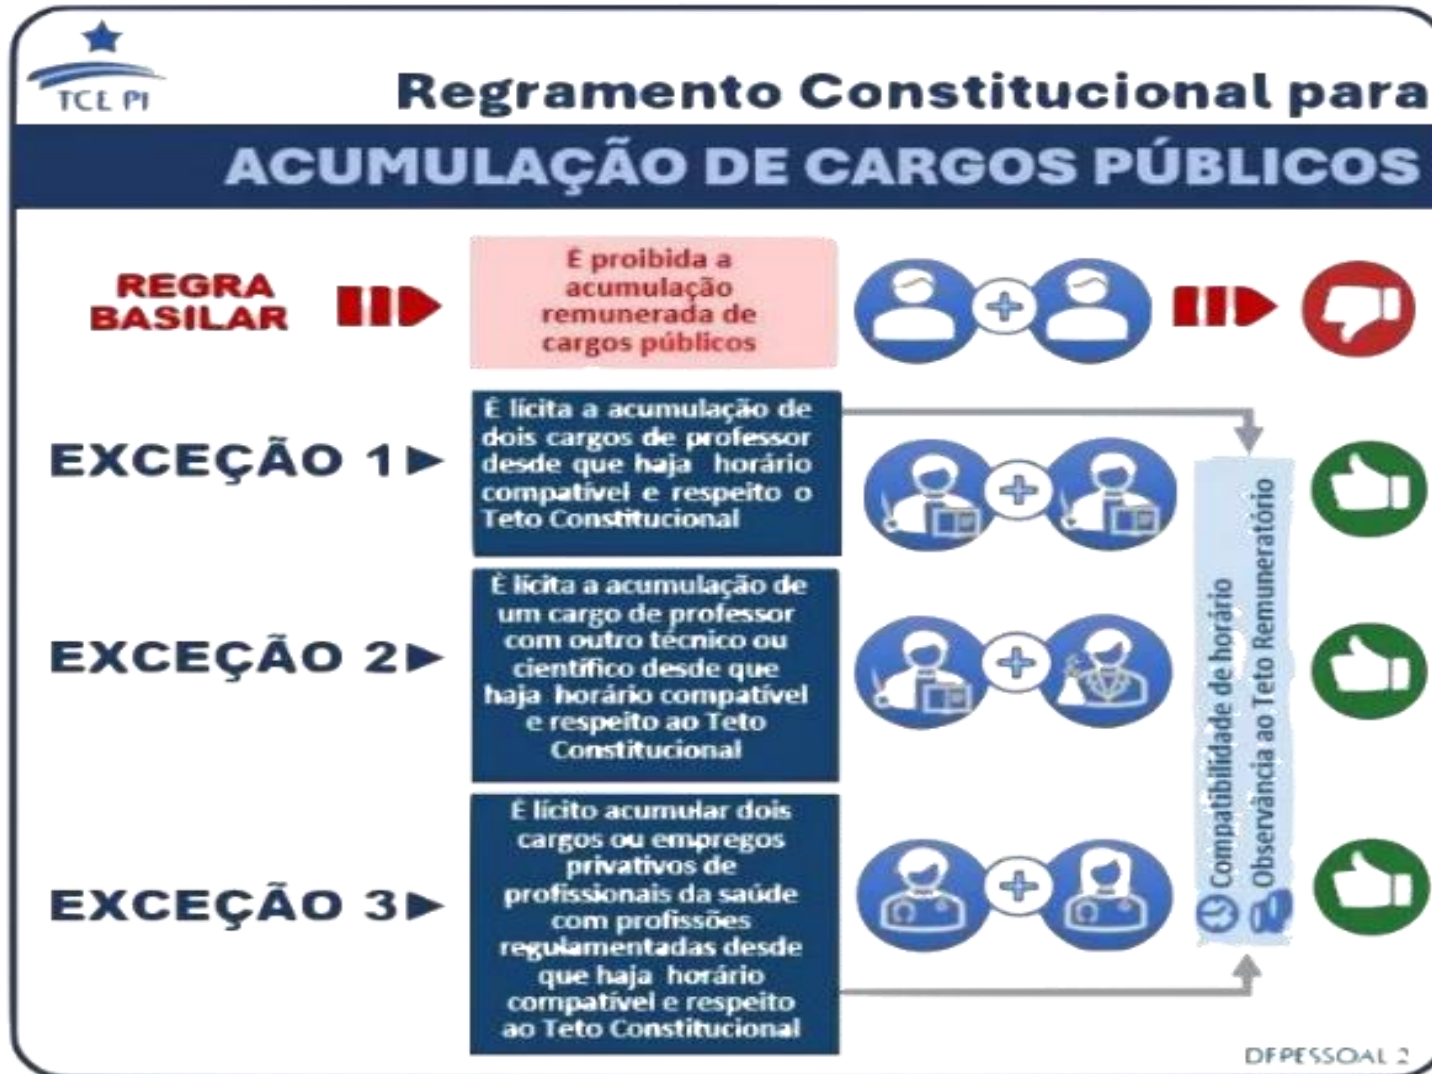 TCE PI
Regramento Constitucional para
ACUMULAÇÃO DE CARGOS PÚBLICOS
REGRA
BASILAR
É proibida a
acumulação
remunerada de
cargos públicos
EXCEÇÃO 1
É lícita a acumulação de
dois cargos de professor
desde que haja horário
compatível e respeito o
Teto Constitucional
EXCEÇÃO 2
È lícita a acumulação de
um cargo de professor
com outro técnico ou
científico desde que
haja horário compatível
e respeito ao Teto
Constitucional
EXCEÇÃO 3
É lícito acumular dois
cargos ou empregos
privativos de
profissionais da saúde
com profissões
regulamentadas desde
que haja horário
compatível e respeito
ao Teto Constitucional
Compatibilidade de horário
Observância ao Teto Remuneratório
DFPESSOAL 2